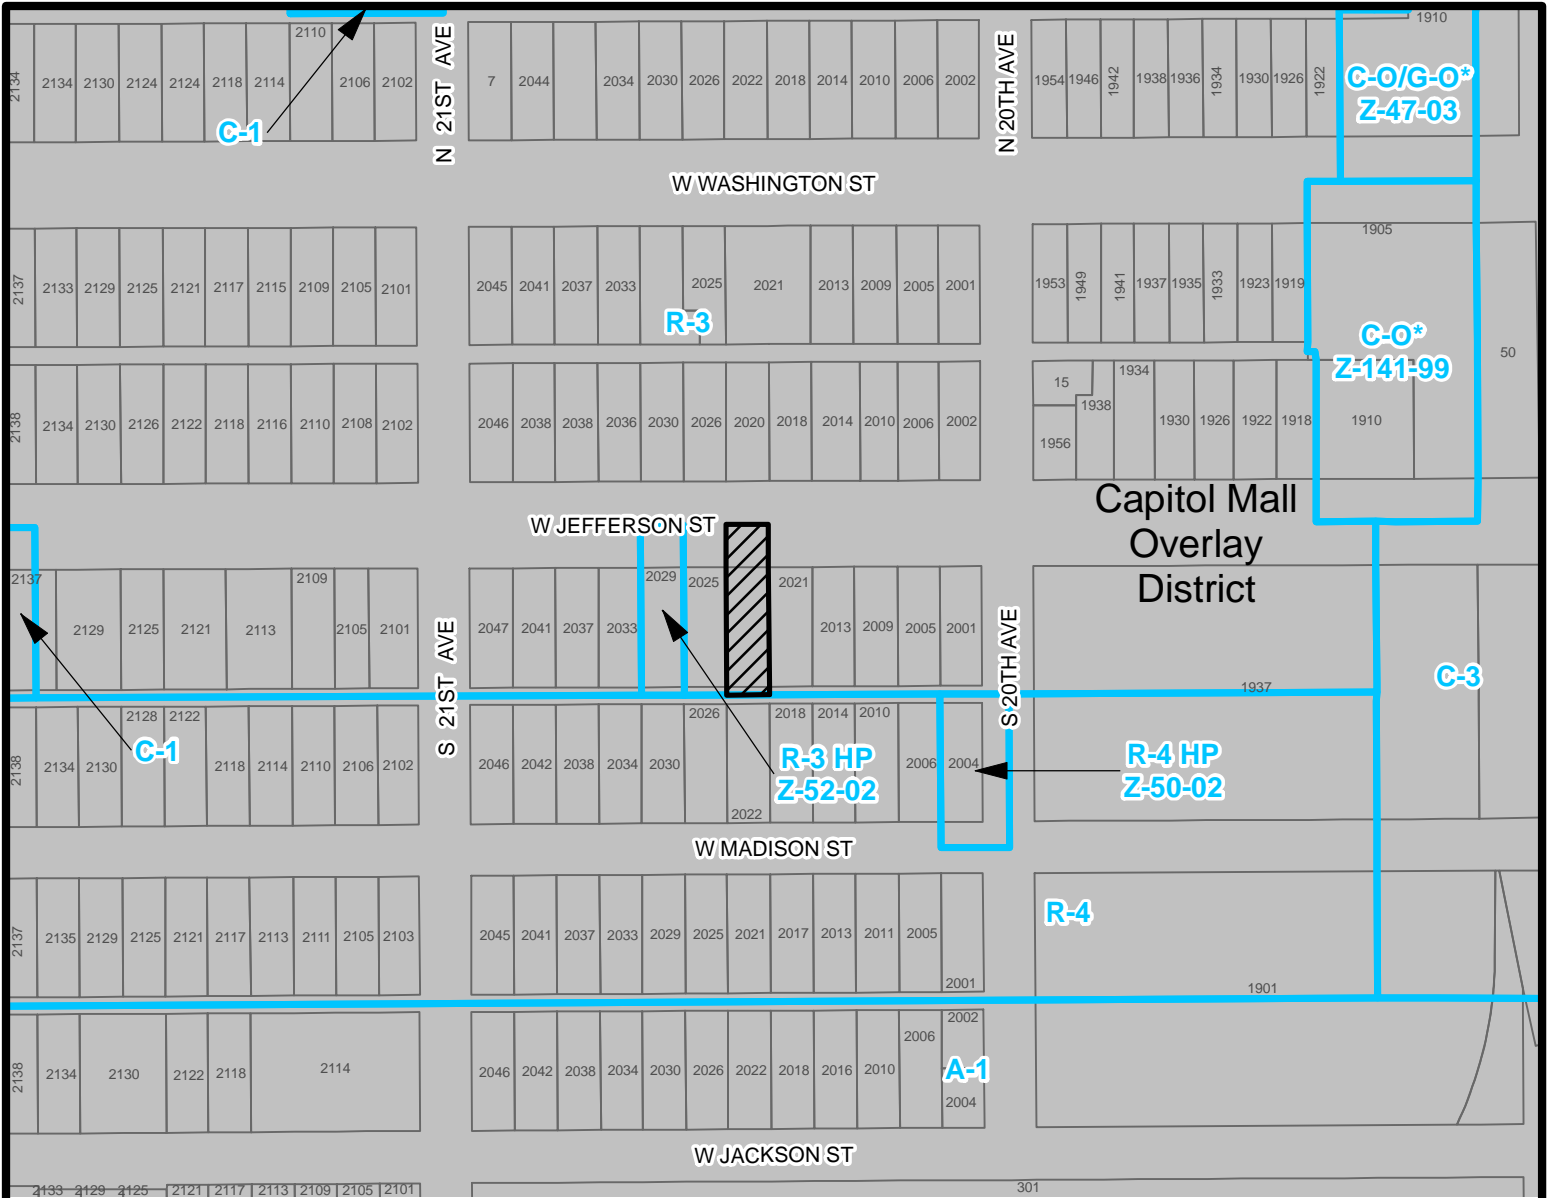 2110
1910
2134 2134 2130 2124 2124 2118 2114 2106 2102
7 2044 2034 2030 2026 2022 2018 2014 2010 2006 2002
1954 1946 1942 1938 1936 1934 1930 1926 1922
N 21ST AVE
N 20TH AVE
C-O/G-O*
Z-47-03
C-1
W WASHINGTON ST
1905
2137 2133 2129 2125 2121 2117 2115 2109 2105 2101
2045 2041 2037 2033 2025 2021 2013 2009 2005 2001
1953 1949 1941 1937 1935 1933 1923 1919
R-3
C-O*
Z-141-99
50
15 1938 1934
1956 1930 1926 1922 1918 1910
2138 2134 2130 2126 2122 2118 2116 2110 2108 2102
2046 2038 2038 2036 2030 2026 2020 2018 2014 2010 2006 2002
Capitol Mall
Overlay
District
W JEFFERSON ST
2137 2109
2129 2125 2121 2113 2105 2101
2029 2025 2021
2047 2041 2037 2033 2013 2009 2005 2001
S 21ST AVE
S 20TH AVE
1937
C-3
2128 2122
2138 2134 2130 2118 2114 2110 2106 2102
C-1
2026 2018 2014 2010
2046 2042 2038 2034 2030 2006 2004
2022
R-3 HP
Z-52-02
R-4 HP
Z-50-02
W MADISON ST
R-4
2137 2135 2129 2125 2121 2117 2113 2111 2105 2103
2045 2041 2037 2033 2029 2025 2021 2017 2013 2011 2005
2001
1901
2138 2134 2130 2122 2118 2114
2046 2042 2038 2034 2030 2026 2022 2018 2016 2010 2006 2002
A-1
2004
W JACKSON ST
2133 2129 2125 2121 2117 2113 2109 2105 2101
301